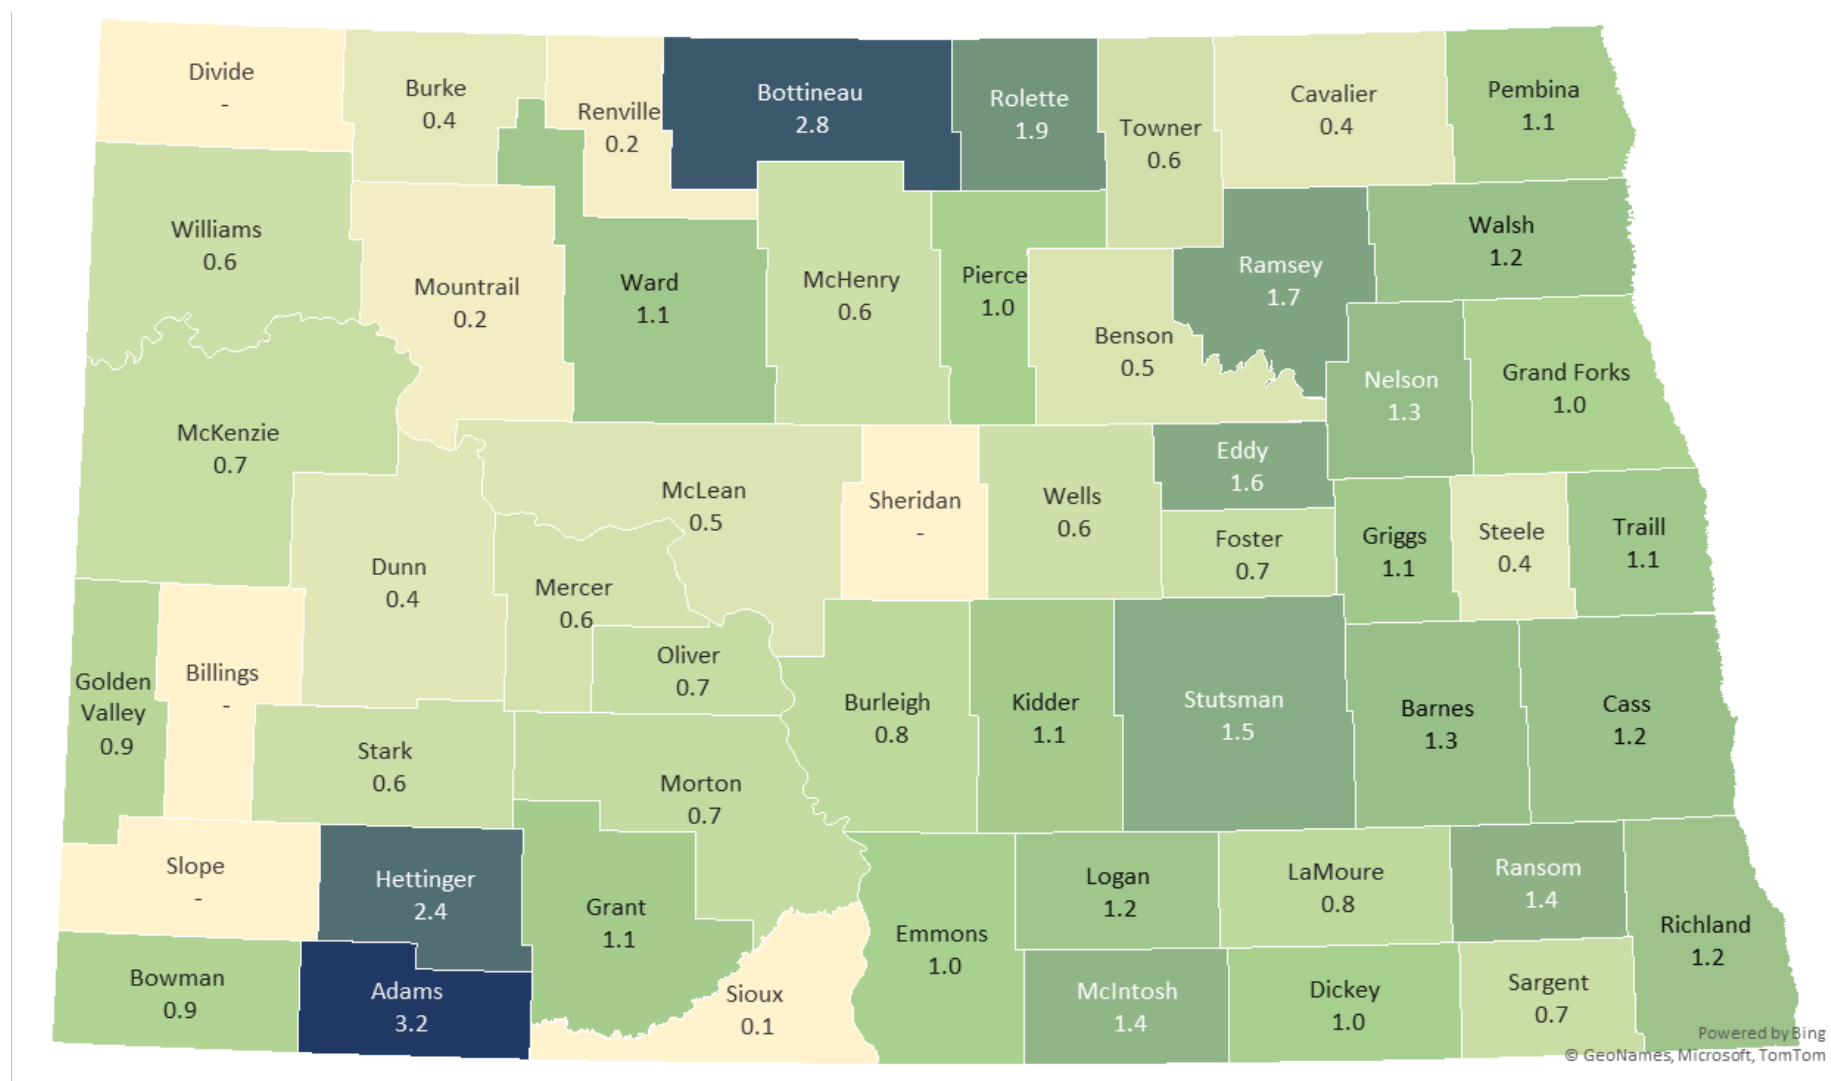 Divide
-
Burke
0.4
Renville
0.2
Bottineau
2.8
Rolette
1.9
Towner
0.6
Cavalier
0.4
Pembina
1.1
Williams
0.6
Mountrail
0.2
Ward
1.1
McHenry
0.6
Pierce
1.0
Benson
0.5
Ramsey
1.7
Walsh
1.2
Nelson
1.3
Grand Forks
1.0
McKenzie
0.7
Dunn
0.4
McLean
0.5
Mercer
0.6
Oliver
0.7
Sheridan
-
Wells
0.6
Eddy
1.6
Foster
0.7
Griggs
1.1
Steele
0.4
Traill
1.1
Golden
Valley
0.9
Billings
-
Stark
0.6
Morton
0.7
Burleigh
0.8
Kidder
1.1
Stutsman
1.5
Barnes
1.3
Cass
1.2
Slope
-
Hettinger
2.4
Grant
1.1
Bowman
0.9
Adams
3.2
Sioux
0.1
Emmons
1.0
Logan
1.2
McIntosh
1.4
LaMoure
0.8
Dickey
1.0
Ransom
1.4
Sargent
0.7
Richland
1.2
Powered by Bing
© GeoNames, Microsoft, TomTom